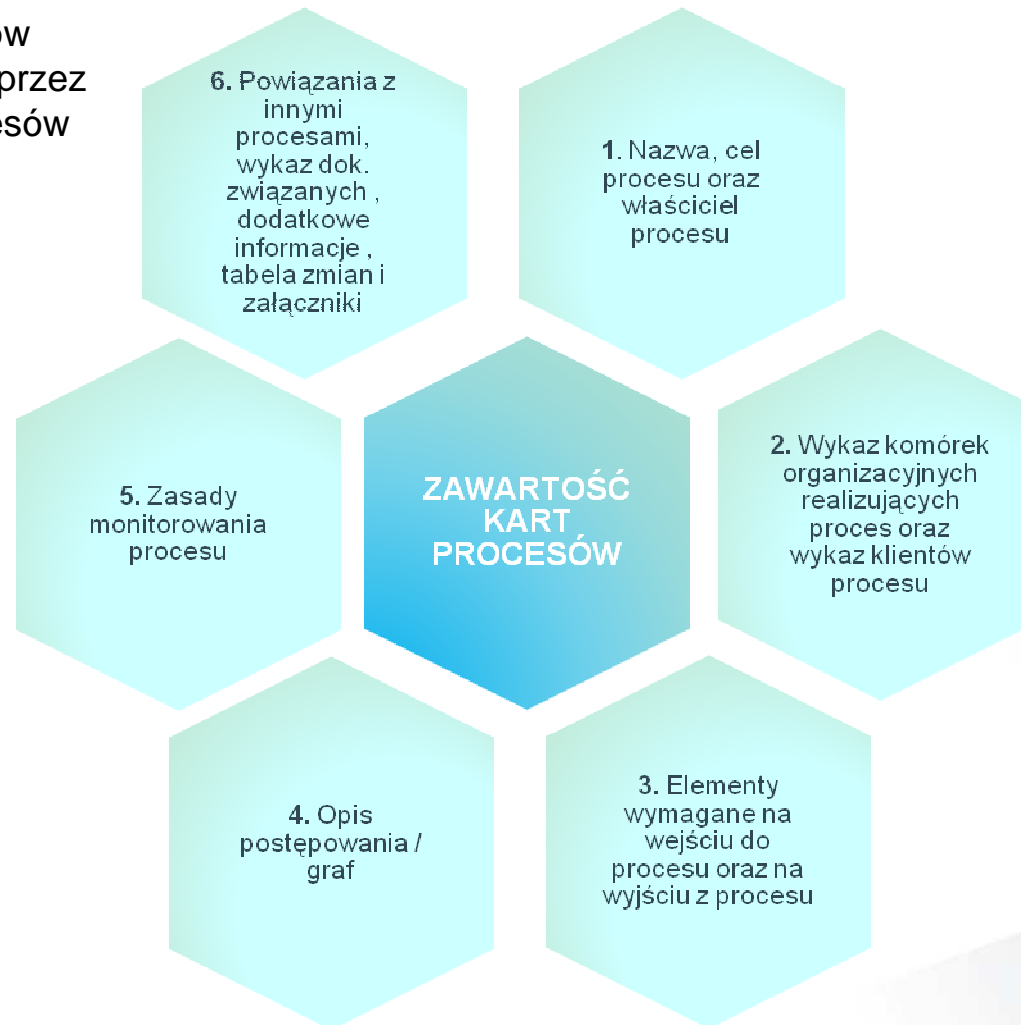 ów
przez
esów
6. Powiązania z
innymi
procesami,
wykaz dok.
związanych ,
dodatkowe
informacje ,
tabela zmian i
załączniki
1. Nazwa, cel
procesu oraz
właściciel
procesu
2. Wykaz komórek
organizacyjnych
realizujących
proces oraz
wykaz klientów
procesu
ZAWARTOŚĆ
KART
PROCESÓW
5. Zasady
monitorowania
procesu
4. Opis
postępowania /
graf
3. Elementy
wymagane na
wejściu do
procesu oraz na
wyjściu z procesu